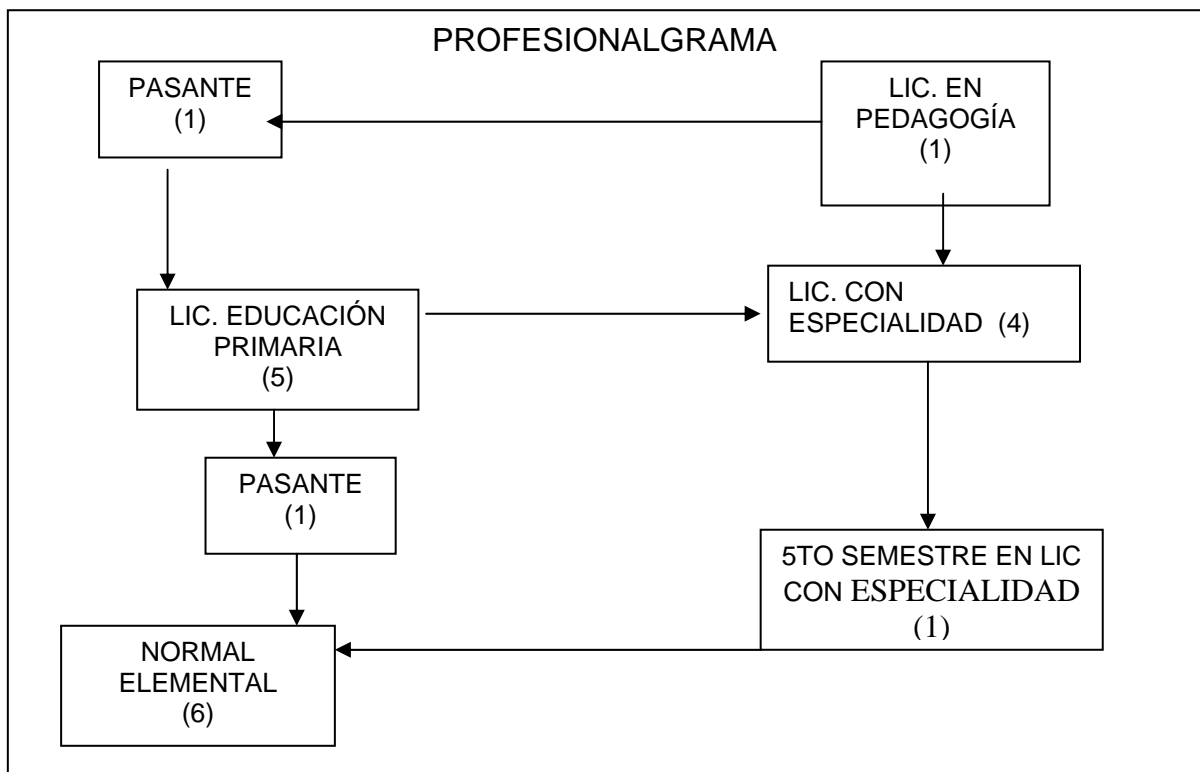 PROFESIONALGRAMA
PASANTE
(1)
LIC. EN
PEDAGOGÍA
(1)
LIC. EDUCACIÓN
PRIMARIA
(5)
LIC. CON
ESPECIALIDAD (4)
PASANTE
(1)
5TO SEMESTRE EN LIC
CON ESPECIALIDAD
(1)
NORMAL
ELEMENTAL
(6)